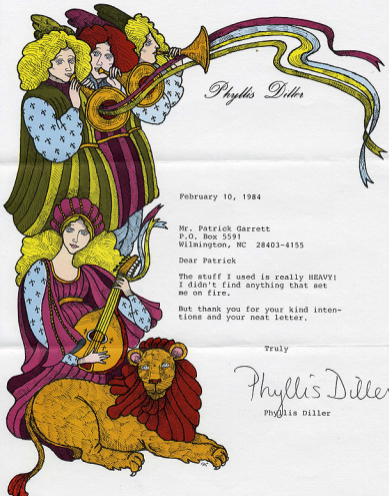 Phyllis Diller
February 10, 1984
Mr. Patrick Garrett
P.O. Box 5591
Wilmington, NC 28403-4155
Dear Patrick
The stuff I used is really HEAVY!
I didn't find anything that set
me on fire.
But thank you for your kind inten-
tions and your neat letter.
Truly
Phyllis Diller
Phyllis Diller